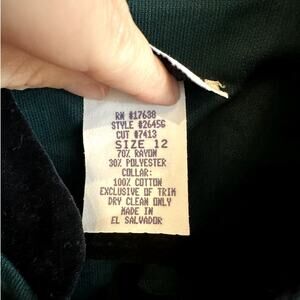 RN #17638
STYLE #26456
CUT #7413
SIZE 12
70% RAYON
30% POLYESTER
COLLAR:
100% COTTON
EXCLUSIVE OF TRIM
DRY CLEAN ONLY
MADE IN
EL SALVADOR